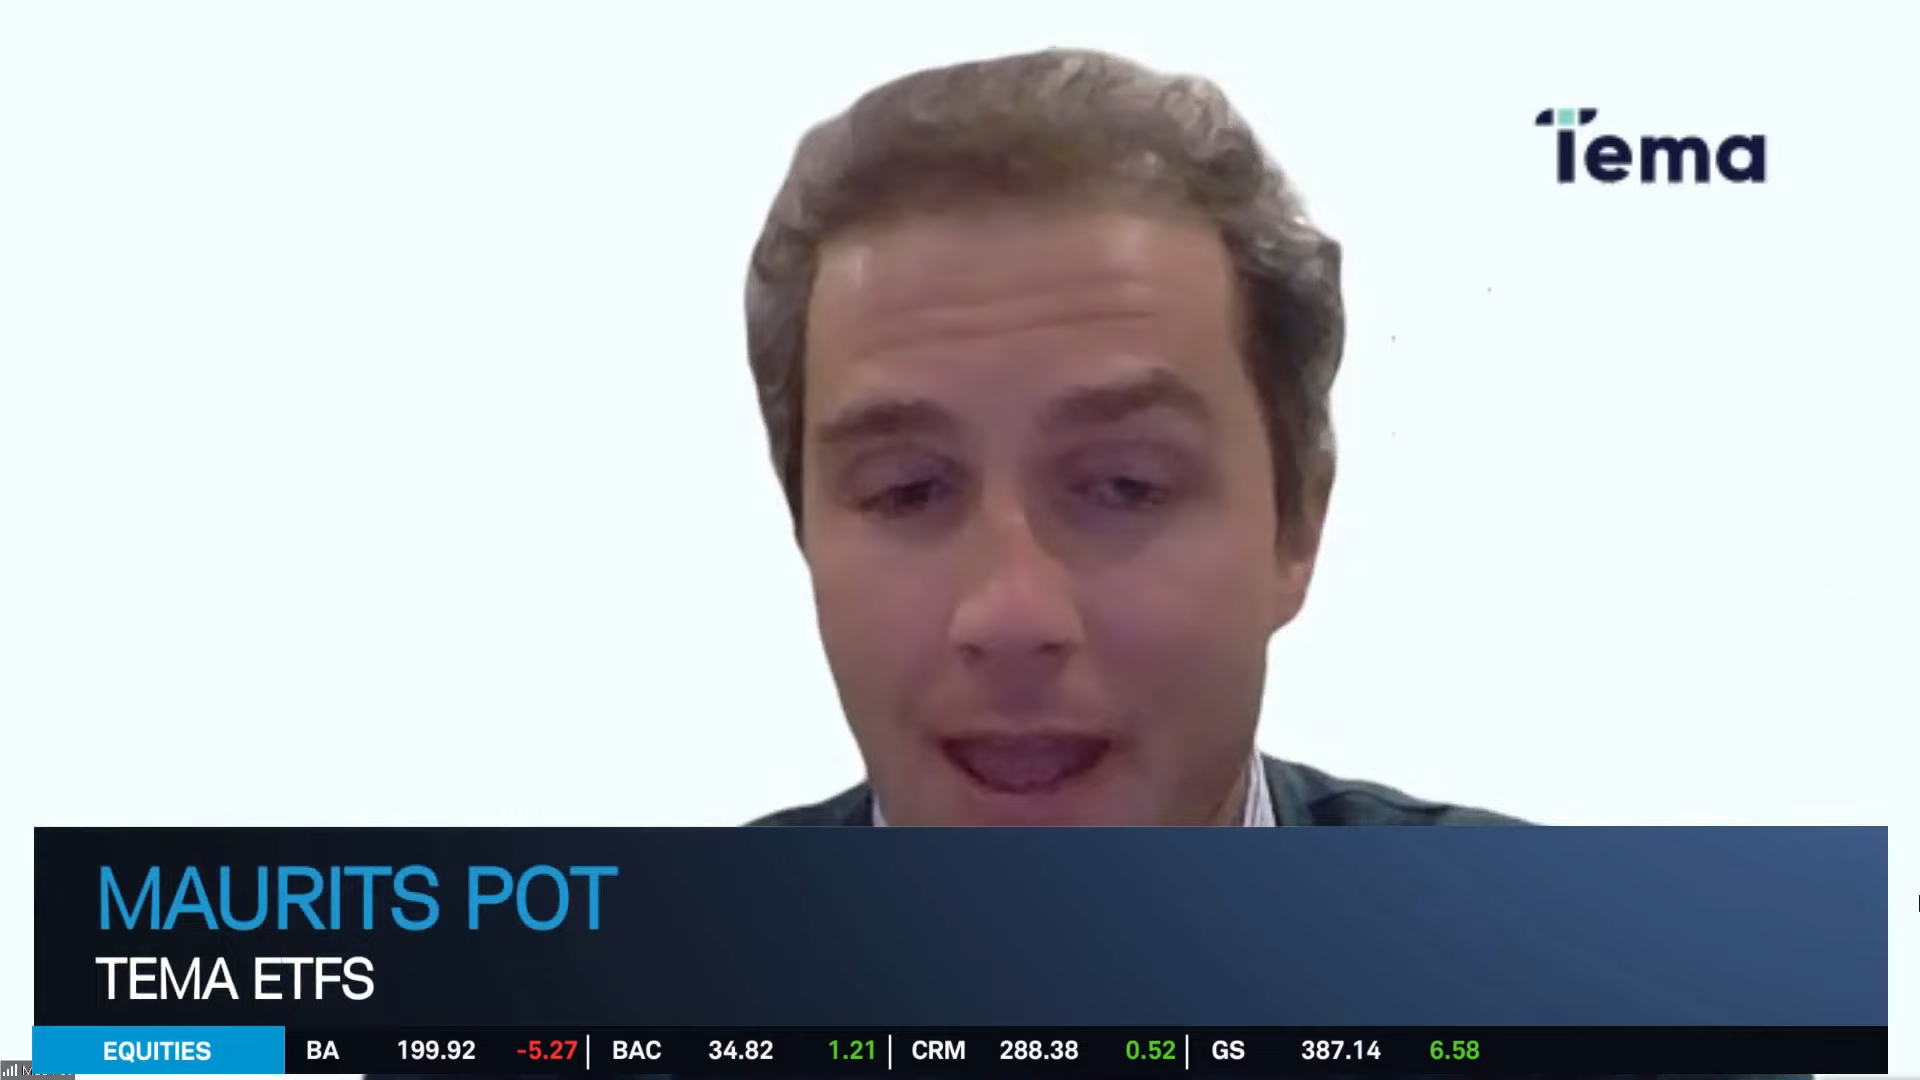 Tema
MAURITS POT
TEMA ETFS
EQUITIES BA 199.92 -5.27 BAC 34.82 1.21 CRM 288.38 0.52 GS 387.14 6.58